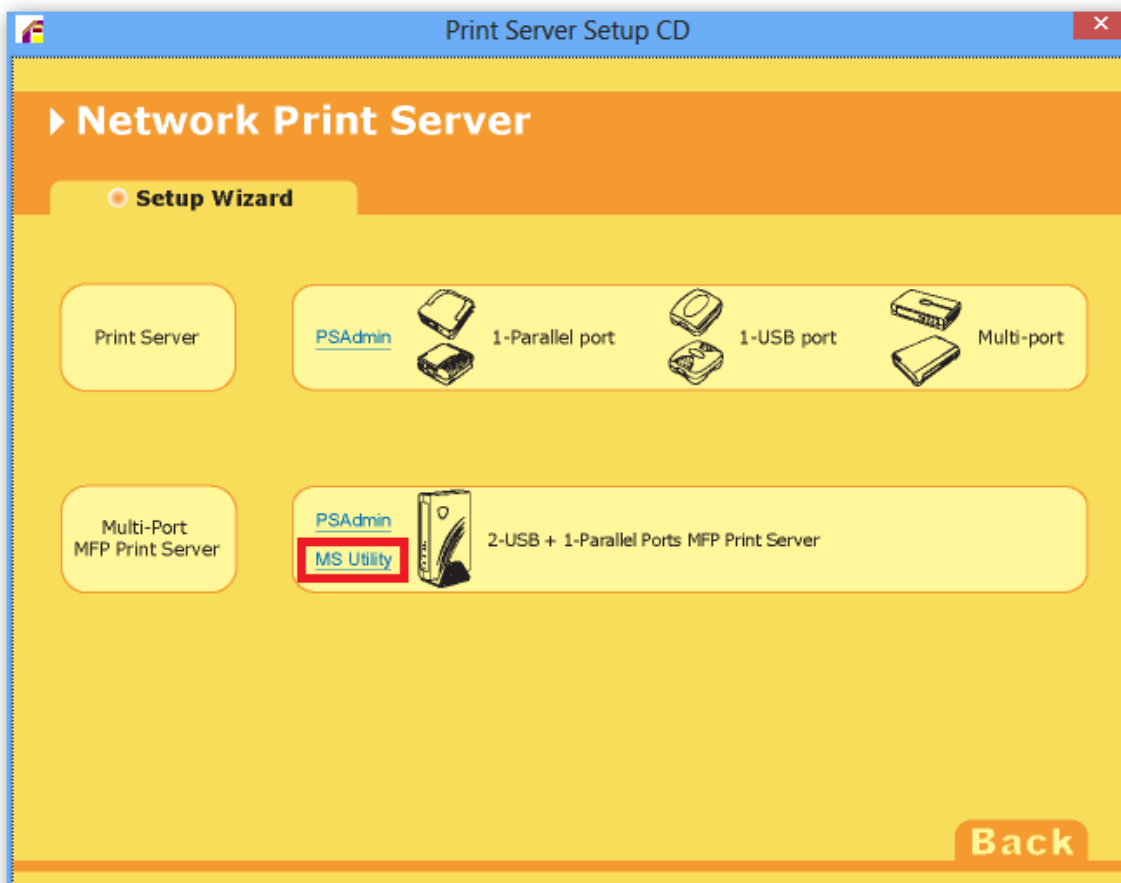 Print Server Setup CD
Network Print Server
Setup Wizard
Print Server
PSAdmin
1-Parallel port
1-USB port
Multi-port
Multi-Port
MFP Print Server
PSAdmin
MS Utility
2-USB + 1-Parallel Ports MFP Print Server
Back